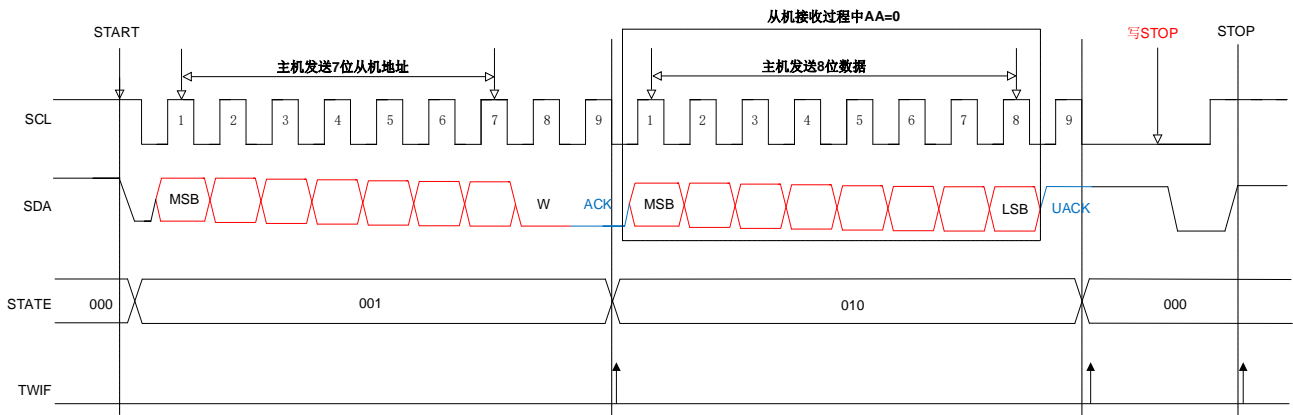 从机接收过程中AA=0
START
写STOP
STOP
主机发送7位从机地址
主机发送8位数据
SCL
1 2 3 4 5 6 7 8 9 1 2 3 4 5 6 7 8 9
SDA
MSB W ACK MSB LSB UACK
STATE
000 001 010 000
TWIF